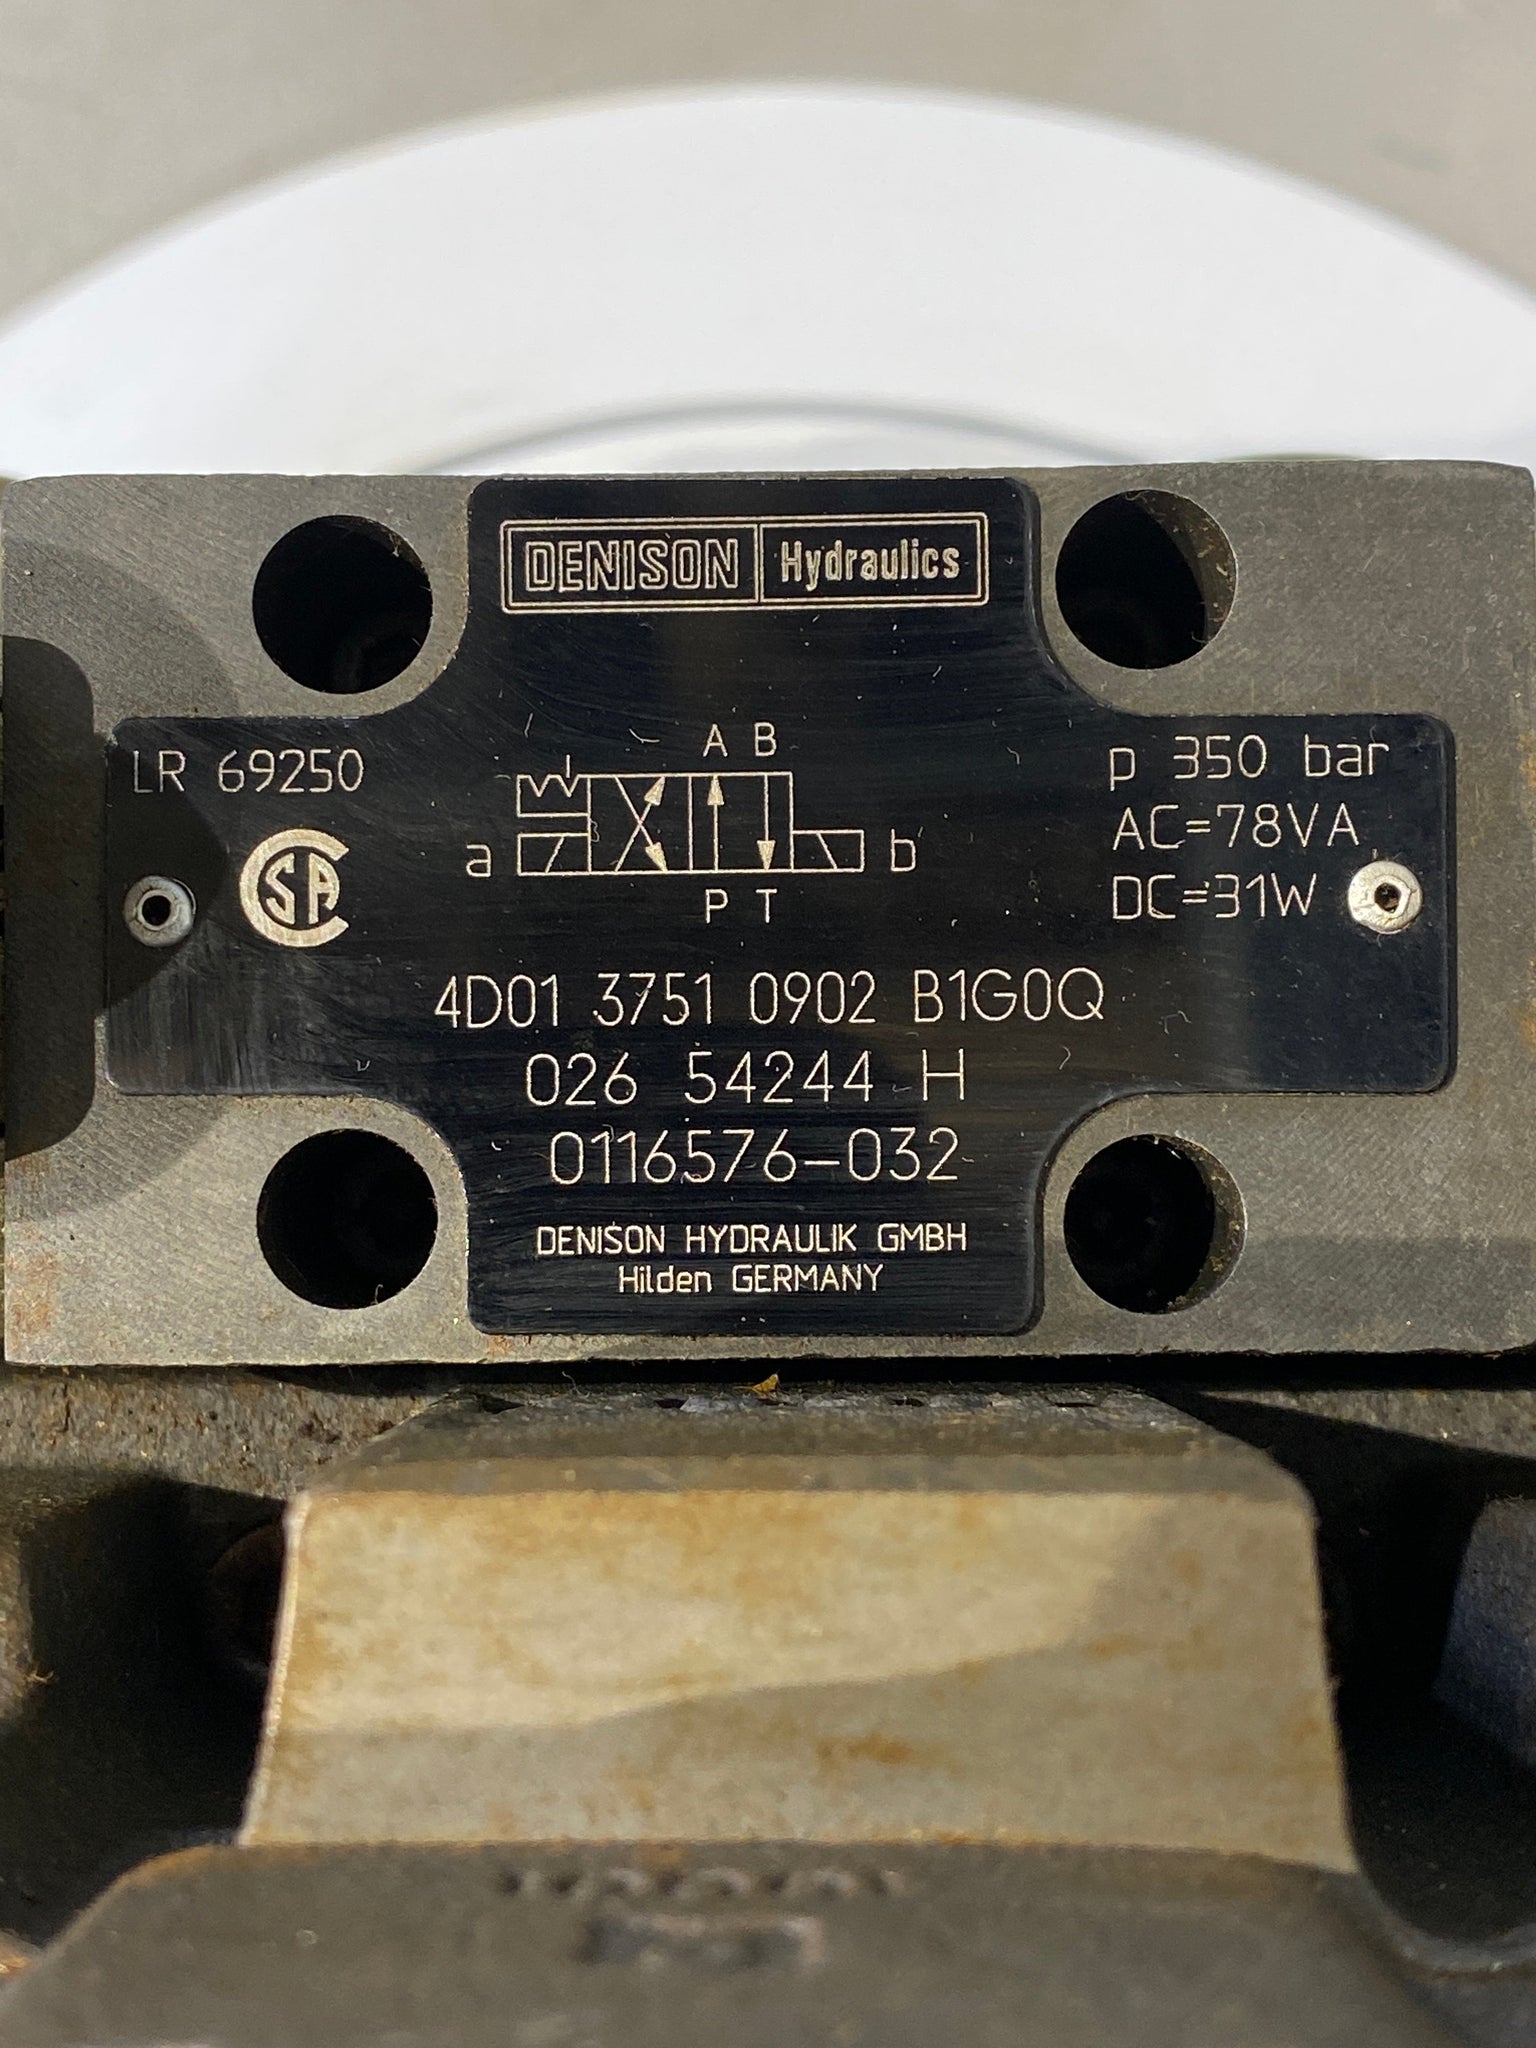 DENISON Hydraulics
LR 69250
CSA
A B
a
b
P T
p 350 bar
AC=78VA
DC=31W
4D01 3751 0902 B1G0Q
026 54244 H
0116576-032
DENISON HYDRAULIK GMBH
Hilden GERMANY